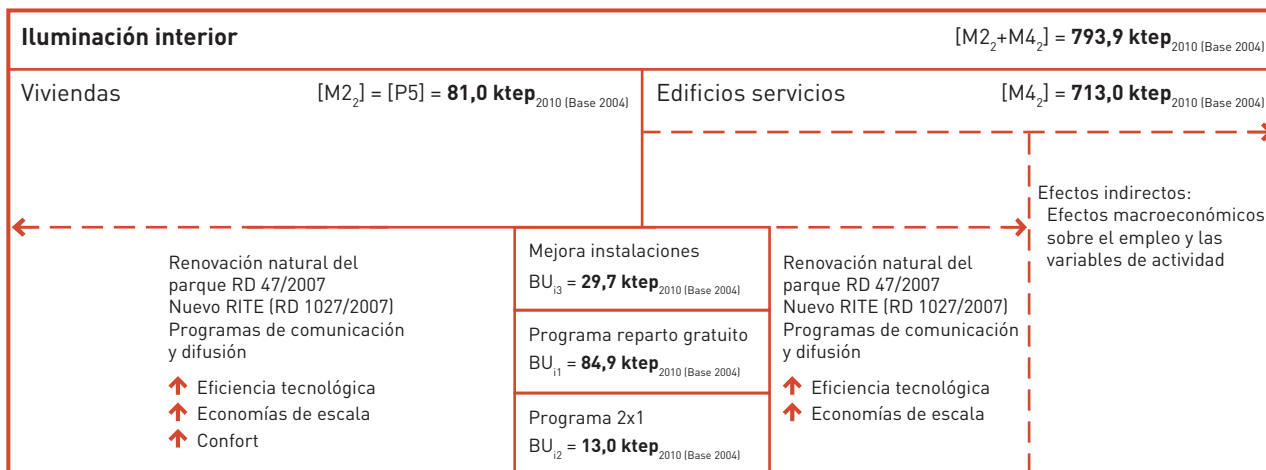 Iluminación interior
[M2₂+M4₂] = 793,9 ktep2010 (Base 2004)
Viviendas
[M2₂] = [P5] = 81,0 ktep2010 (Base 2004)
Edificios servicios
[M4₂] = 713,0 ktep2010 (Base 2004)
Efectos indirectos:
Efectos macroeconómicos
sobre el empleo y las
variables de actividad
Renovación natural del
parque RD 47/2007
Nuevo RITE (RD 1027/2007)
Programas de comunicación
y difusión
Eficiencia tecnológica
Economías de escala
Confort
Mejora instalaciones
BUi3 = 29,7 ktep2010 (Base 2004)
Programa reparto gratuito
BUi1 = 84,9 ktep2010 (Base 2004)
Programa 2x1
BUi2 = 13,0 ktep2010 (Base 2004)
Renovación natural del
parque RD 47/2007
Nuevo RITE (RD 1027/2007)
Programas de comunicación
y difusión
Eficiencia tecnológica
Economías de escala